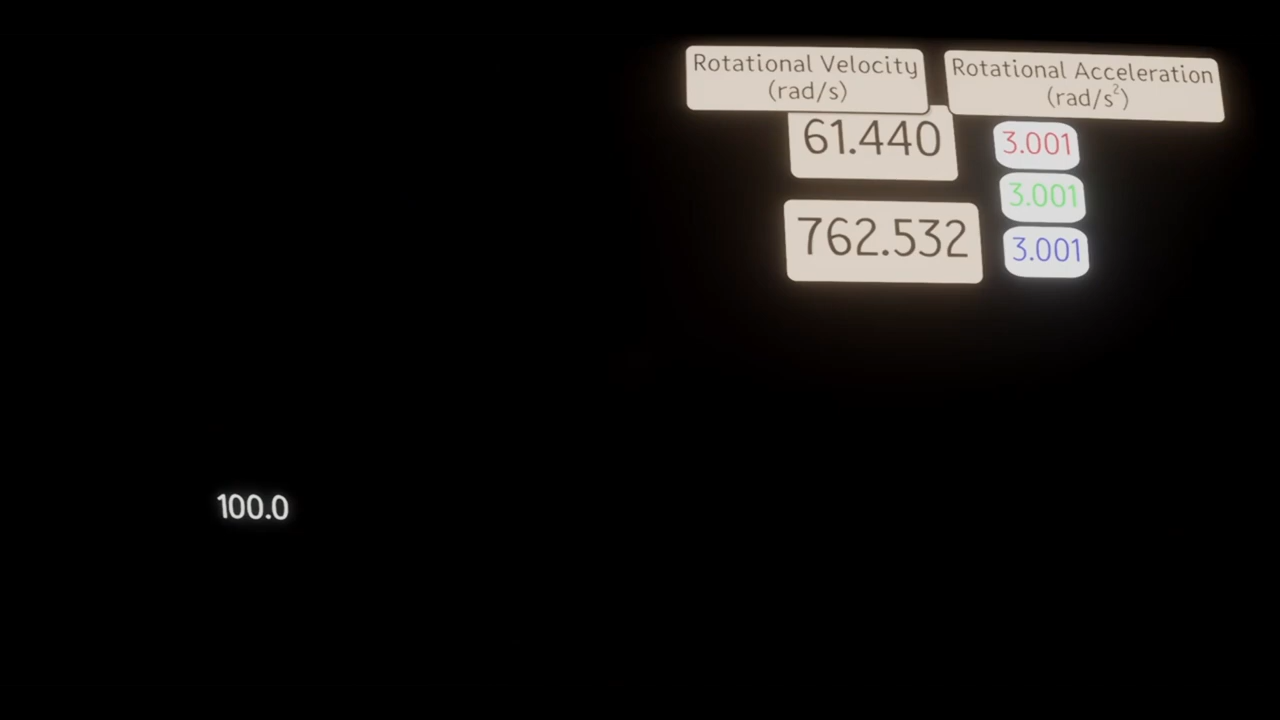 Rotational Velocity
(rad/s)
Rotational Acceleration
(rad/s²)
61.440
3.001
3.001
762.532
3.001
100.0